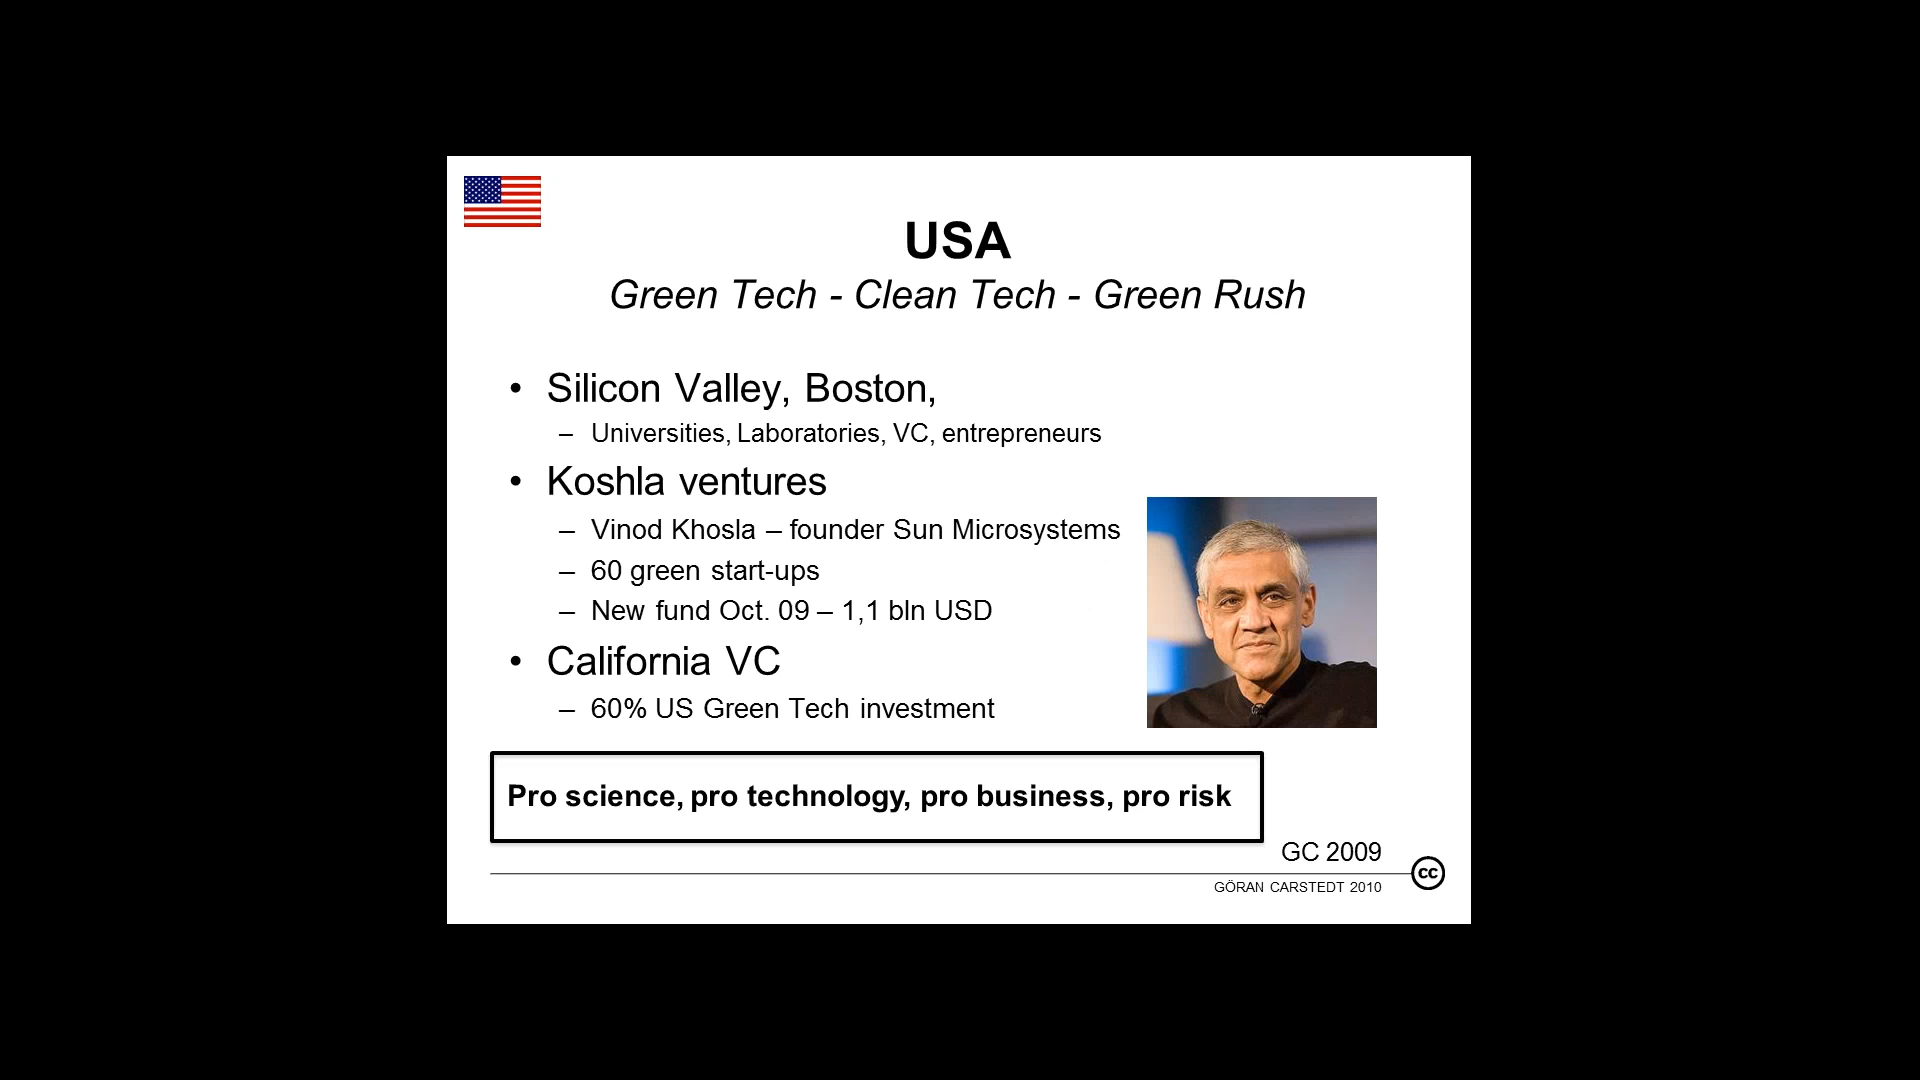 USA
Green Tech - Clean Tech - Green Rush
• Silicon Valley, Boston,
– Universities, Laboratories, VC, entrepreneurs
• Koshla ventures
– Vinod Khosla – founder Sun Microsystems
– 60 green start-ups
– New fund Oct. 09 – 1,1 bln USD
• California VC
– 60% US Green Tech investment
Pro science, pro technology, pro business, pro risk
GC 2009
cc
GÖRAN CARSTEDT 2010